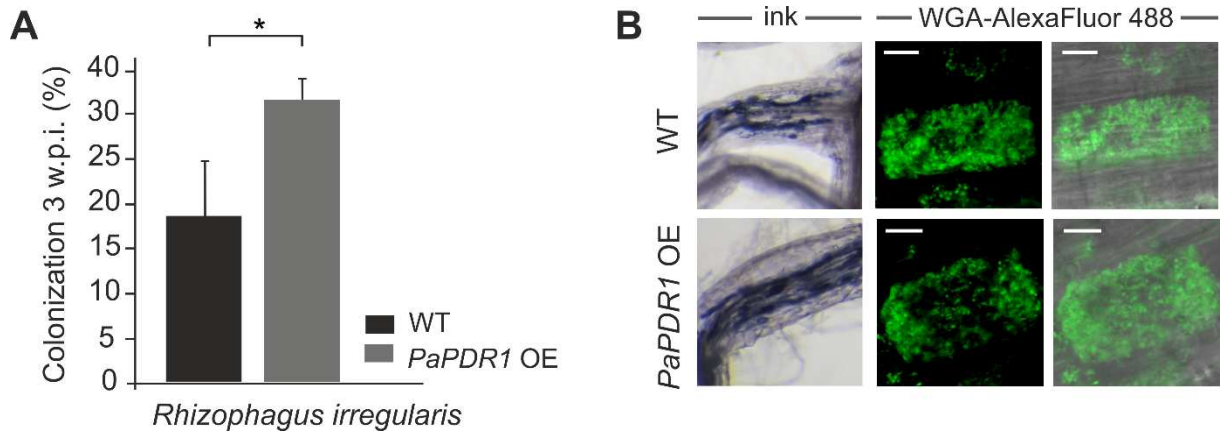 A
*
Colonization 3 w.p.i. (%)
40
30
25
20
15
10
5
0
WT
PaPDR1 OE
Rhizophagus irregularis
B
ink
WGA-AlexaFluor 488
WT
PaPDR1 OE